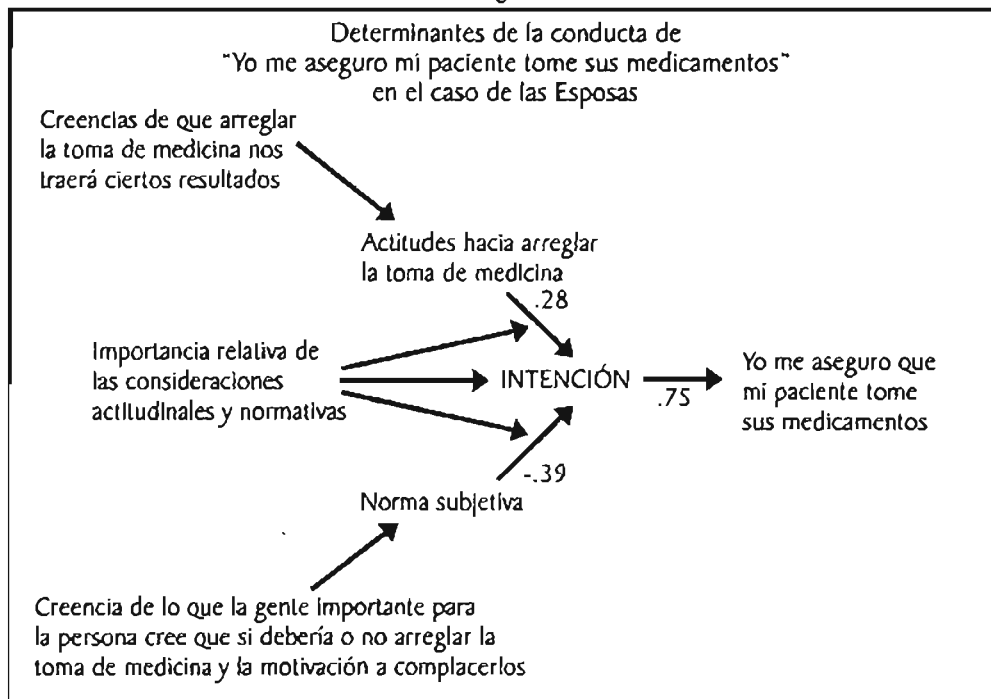 Determinantes de la conducta de
"Yo me aseguro mi paciente tome sus medicamentos"
en el caso de las Esposas
Creencias de que arreglar
la toma de medicina nos
traerá ciertos resultados
Actitudes hacia arreglar
la toma de medicina
.28
Importancia relativa de
las consideraciones
actitudinales y normativas
INTENCIÓN
.75
Yo me aseguro que
mi paciente tome
sus medicamentos
-.39
Norma subjetiva
Creencia de lo que la gente importante para
la persona cree que si debería o no arreglar la
toma de medicina y la motivación a complacerlos